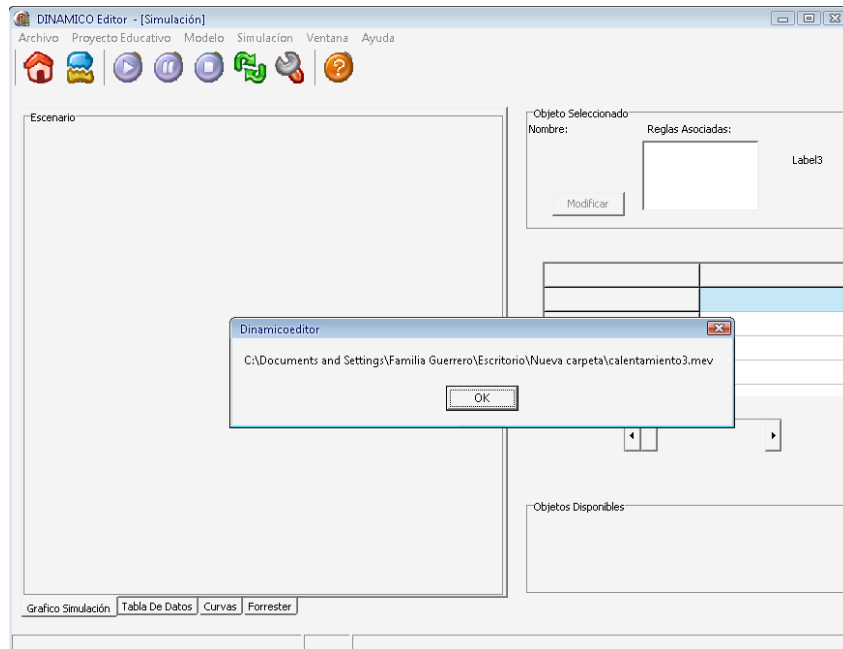 DINAMICO Editor - [Simulación]
Archivo Proyecto Educativo Modelo Simulacíon Ventana Ayuda
Escenario
Objeto Seleccionado
Nombre:
Reglas Asociadas:
Label3
Modificar
Dinamicoeditor
C:\Documents and Settings\Familia Guerrero\Escritorio\Nueva carpeta\calentamiento3.mev
OK
Objetos Disponibles
Grafico Simulación Tabla De Datos Curvas Forrester